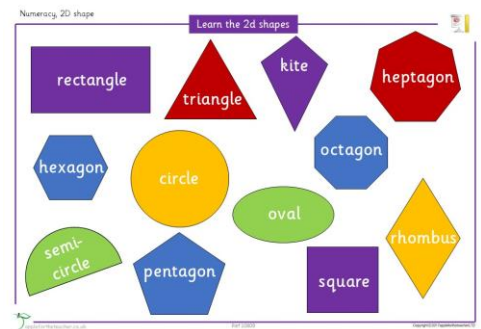 Numeracy, 2D shape
Learn the 2d shapes
rectangle
triangle
kite
heptagon
hexagon
circle
octagon
oval
rhombus
semi-
circle
pentagon
square